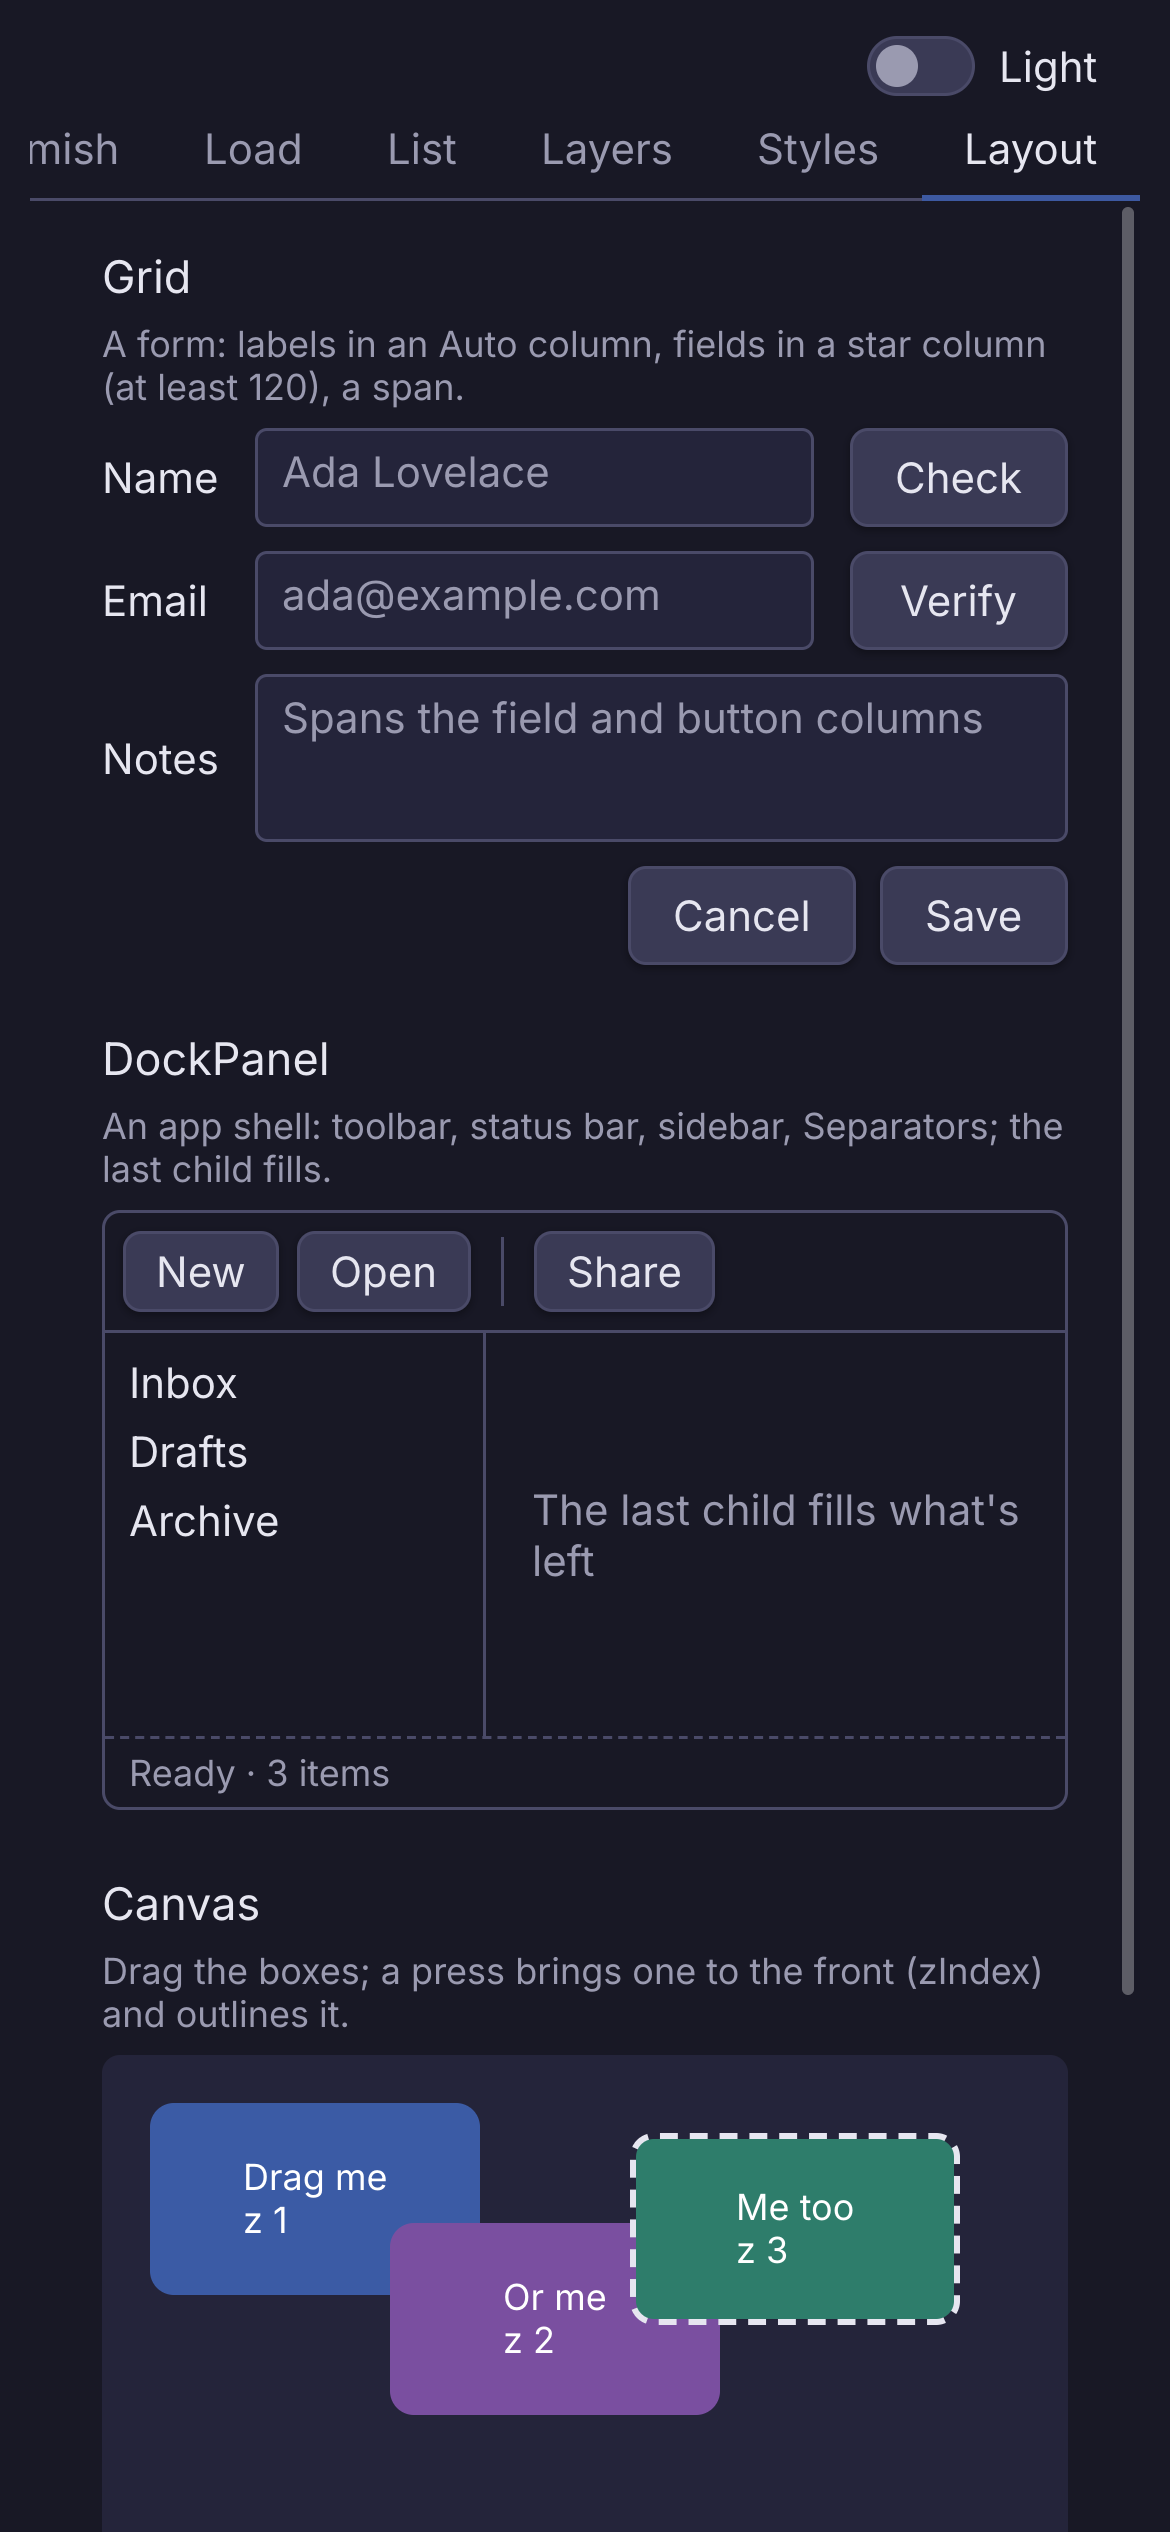 Light
mish Load List Layers Styles Layout
Grid
A form: labels in an Auto column, fields in a star column
(at least 120), a span.
Name Ada Lovelace Check
Email ada@example.com Verify
Notes Spans the field and button columns
Cancel Save
DockPanel
An app shell: toolbar, status bar, sidebar, Separators; the
last child fills.
New Open Share
Inbox
Drafts
Archive
The last child fills what's
left
Ready · 3 items
Canvas
Drag the boxes; a press brings one to the front (zIndex)
and outlines it.
Drag me
z 1
Me too
z 3
Or me
z 2